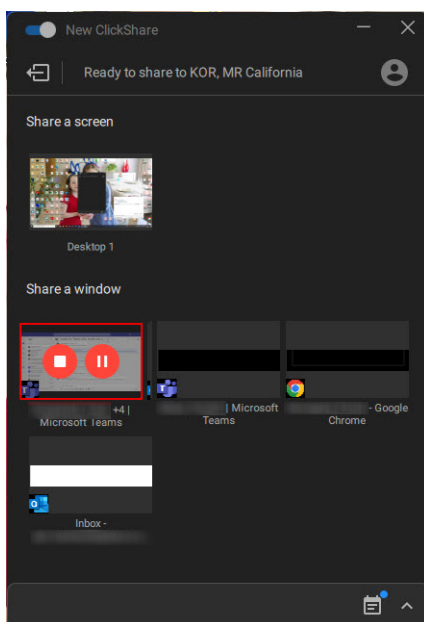 New ClickShare
Ready to share to KOR, MR California
Share a screen
Desktop 1
Share a window
+4 |
Microsoft Teams
| Microsoft
Teams
- Google
Chrome
Inbox -